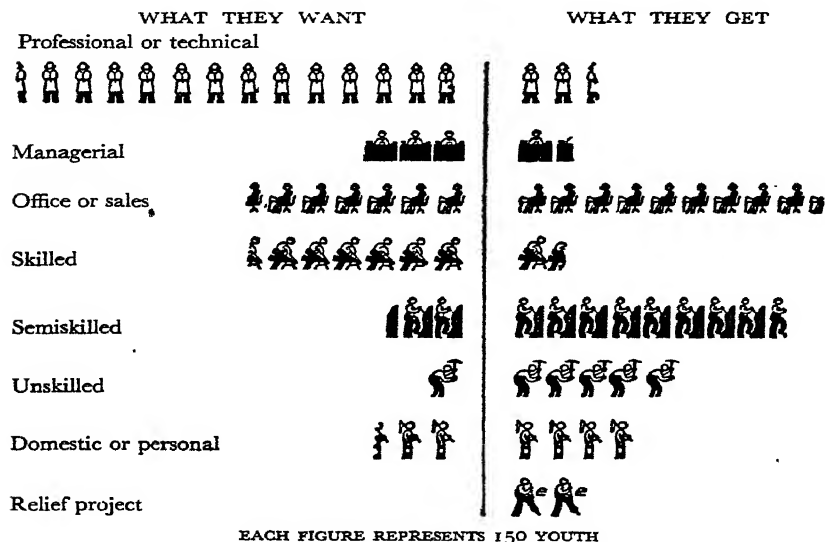 WHAT THEY WANT
WHAT THEY GET
Professional or technical
Managerial
Office or sales
Skilled
Semiskilled
Unskilled
Domestic or personal
Relief project
EACH FIGURE REPRESENTS 150 YOUTH